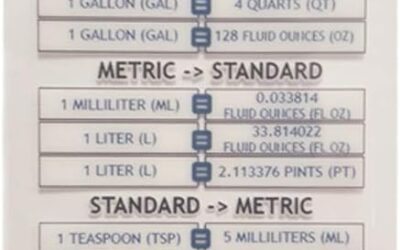 1 GALLON (GAL) = 4 QUARTS (QT)
1 GALLON (GAL) = 128 FLUID OUNCES (OZ)
METRIC -> STANDARD
1 MILLILITER (ML) = 0.033814
FLUID OUNCES (FL OZ)
1 LITER (L) = 33.814022
FLUID OUNCES (FL OZ)
1 LITER (L) = 2.113376 PINTS (PT)
STANDARD -> METRIC
1 TEASPOON (TSP) = 5 MILLILITERS (ML)